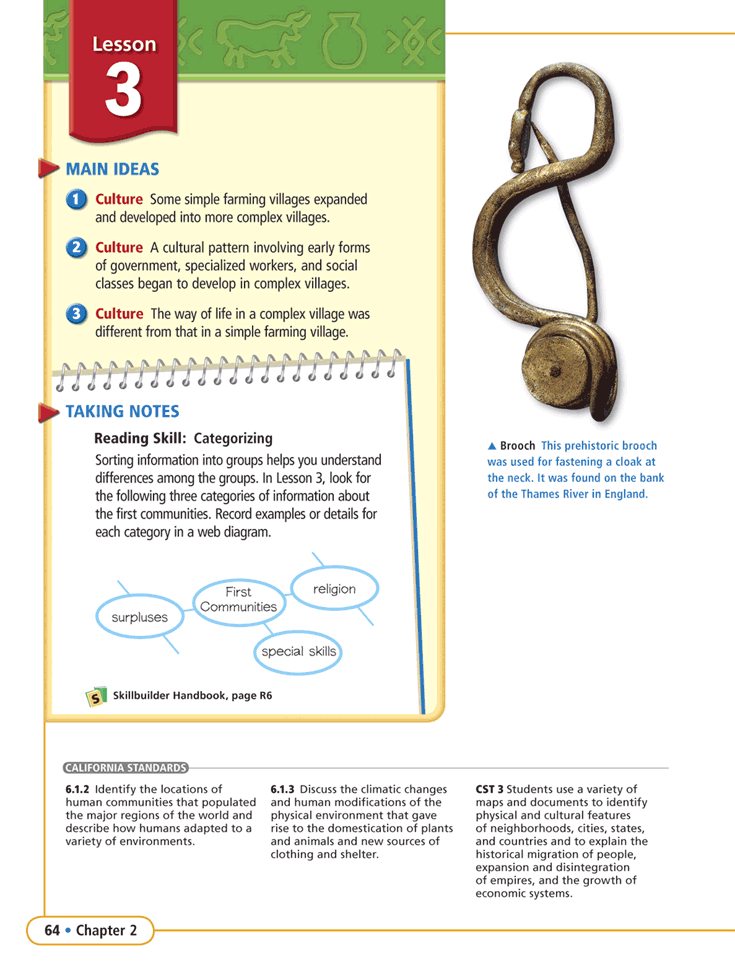 Lesson
3
MAIN IDEAS
1 Culture Some simple farming villages expanded
and developed into more complex villages.
2 Culture A cultural pattern involving early forms
of government, specialized workers, and social
classes began to develop in complex villages.
3 Culture The way of life in a complex village was
different from that in a simple farming village.
TAKING NOTES
Reading Skill: Categorizing
Sorting information into groups helps you understand
differences among the groups. In Lesson 3, look for
the following three categories of information about
the first communities. Record examples or details for
each category in a web diagram.
First
Communities
religion
surpluses
special skills
S Skillbuilder Handbook, page R6
▲ Brooch This prehistoric brooch
was used for fastening a cloak at
the neck. It was found on the bank
of the Thames River in England.
CALIFORNIA STANDARDS
6.1.2 Identify the locations of
human communities that populated
the major regions of the world and
describe how humans adapted to a
variety of environments.
6.1.3 Discuss the climatic changes
and human modifications of the
physical environment that gave
rise to the domestication of plants
and animals and new sources of
clothing and shelter.
CST 3 Students use a variety of
maps and documents to identify
physical and cultural features
of neighborhoods, cities, states,
and countries and to explain the
historical migration of people,
expansion and disintegration
of empires, and the growth of
economic systems.
64 • Chapter 2